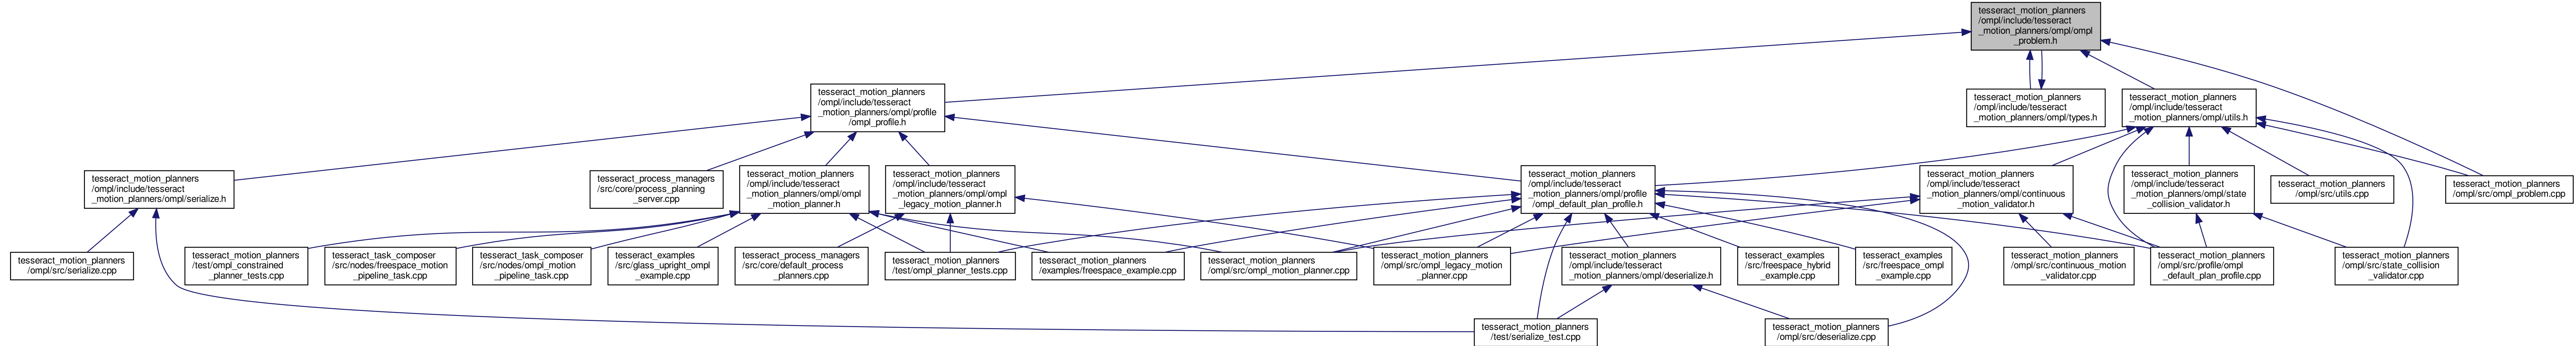 tesseract_motion_planners
/ompl/include/tesseract
_motion_planners/ompl/ompl
_problem.h
tesseract_motion_planners
/ompl/include/tesseract
_motion_planners/ompl/profile
/ompl_profile.h
tesseract_motion_planners
/ompl/include/tesseract
_motion_planners/ompl/types.h
tesseract_motion_planners
/ompl/include/tesseract
_motion_planners/ompl/utils.h
tesseract_motion_planners
/ompl/include/tesseract
_motion_planners/ompl/serialize.h
tesseract_process_managers
/src/core/process_planning
_server.cpp
tesseract_motion_planners
/ompl/include/tesseract
_motion_planners/ompl/ompl
_motion_planner.h
tesseract_motion_planners
/ompl/include/tesseract
_motion_planners/ompl/ompl
_legacy_motion_planner.h
tesseract_motion_planners
/ompl/include/tesseract
_motion_planners/ompl/profile
/ompl_default_plan_profile.h
tesseract_motion_planners
/ompl/include/tesseract
_motion_planners/ompl/continuous
_motion_validator.h
tesseract_motion_planners
/ompl/include/tesseract
_motion_planners/ompl/state
_collision_validator.h
tesseract_motion_planners
/ompl/src/utils.cpp
tesseract_motion_planners
/ompl/src/ompl_problem.cpp
tesseract_motion_planners
/ompl/src/serialize.cpp
tesseract_motion_planners
/test/ompl_constrained
_planner_tests.cpp
tesseract_task_composer
/src/nodes/freespace_motion
_pipeline_task.cpp
tesseract_task_composer
/src/nodes/ompl_motion
_pipeline_task.cpp
tesseract_examples
/src/glass_upright_ompl
_example.cpp
tesseract_process_managers
/src/core/default_process
_planners.cpp
tesseract_motion_planners
/test/ompl_planner_tests.cpp
tesseract_motion_planners
/examples/freespace_example.cpp
tesseract_motion_planners
/ompl/src/ompl_motion_planner.cpp
tesseract_motion_planners
/ompl/src/ompl_legacy_motion
_planner.cpp
tesseract_motion_planners
/ompl/include/tesseract
_motion_planners/ompl/deserialize.h
tesseract_examples
/src/freespace_hybrid
_example.cpp
tesseract_examples
/src/freespace_ompl
_example.cpp
tesseract_motion_planners
/ompl/src/continuous_motion
_validator.cpp
tesseract_motion_planners
/ompl/src/profile/ompl
_default_plan_profile.cpp
tesseract_motion_planners
/ompl/src/state_collision
_validator.cpp
tesseract_motion_planners
/test/serialize_test.cpp
tesseract_motion_planners
/ompl/src/deserialize.cpp